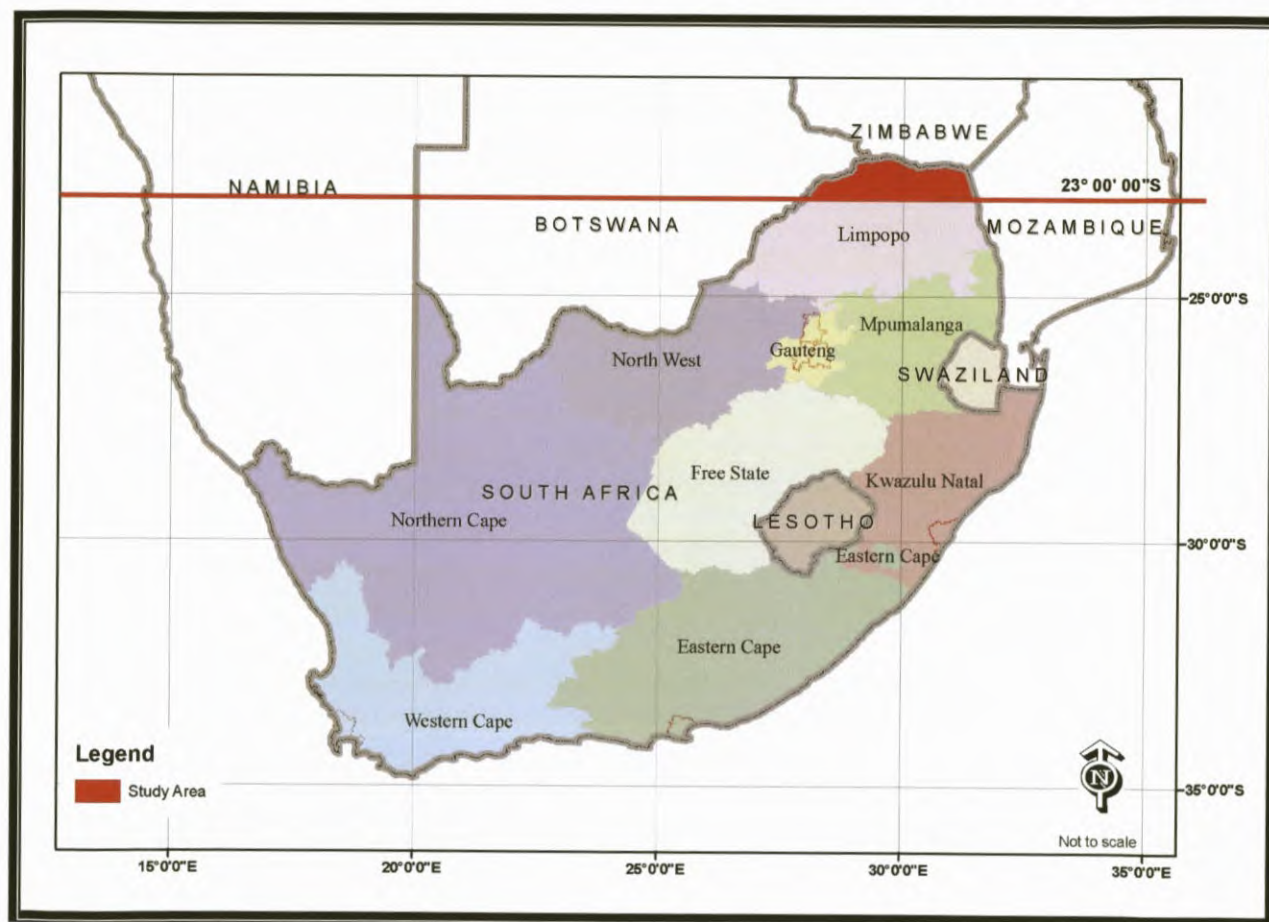 ZIMBABWE
NAMIBIA
23° 00' 00"S
BOTSWANA
MOZAMBIQUE
Limpopo
25°0'0"S
Mpumalanga
North West
Gauteng
SWAZILAND
Free State
Kwazulu Natal
SOUTH AFRICA
Northern Cape
LESOTHO
30°0'0"S
Eastern Cape
Eastern Cape
Western Cape
Legend
Study Area
N
35°0'0"S
Not to scale
15°0'0"E
20°0'0"E
25°0'0"E
30°0'0"E
35°0'0"E